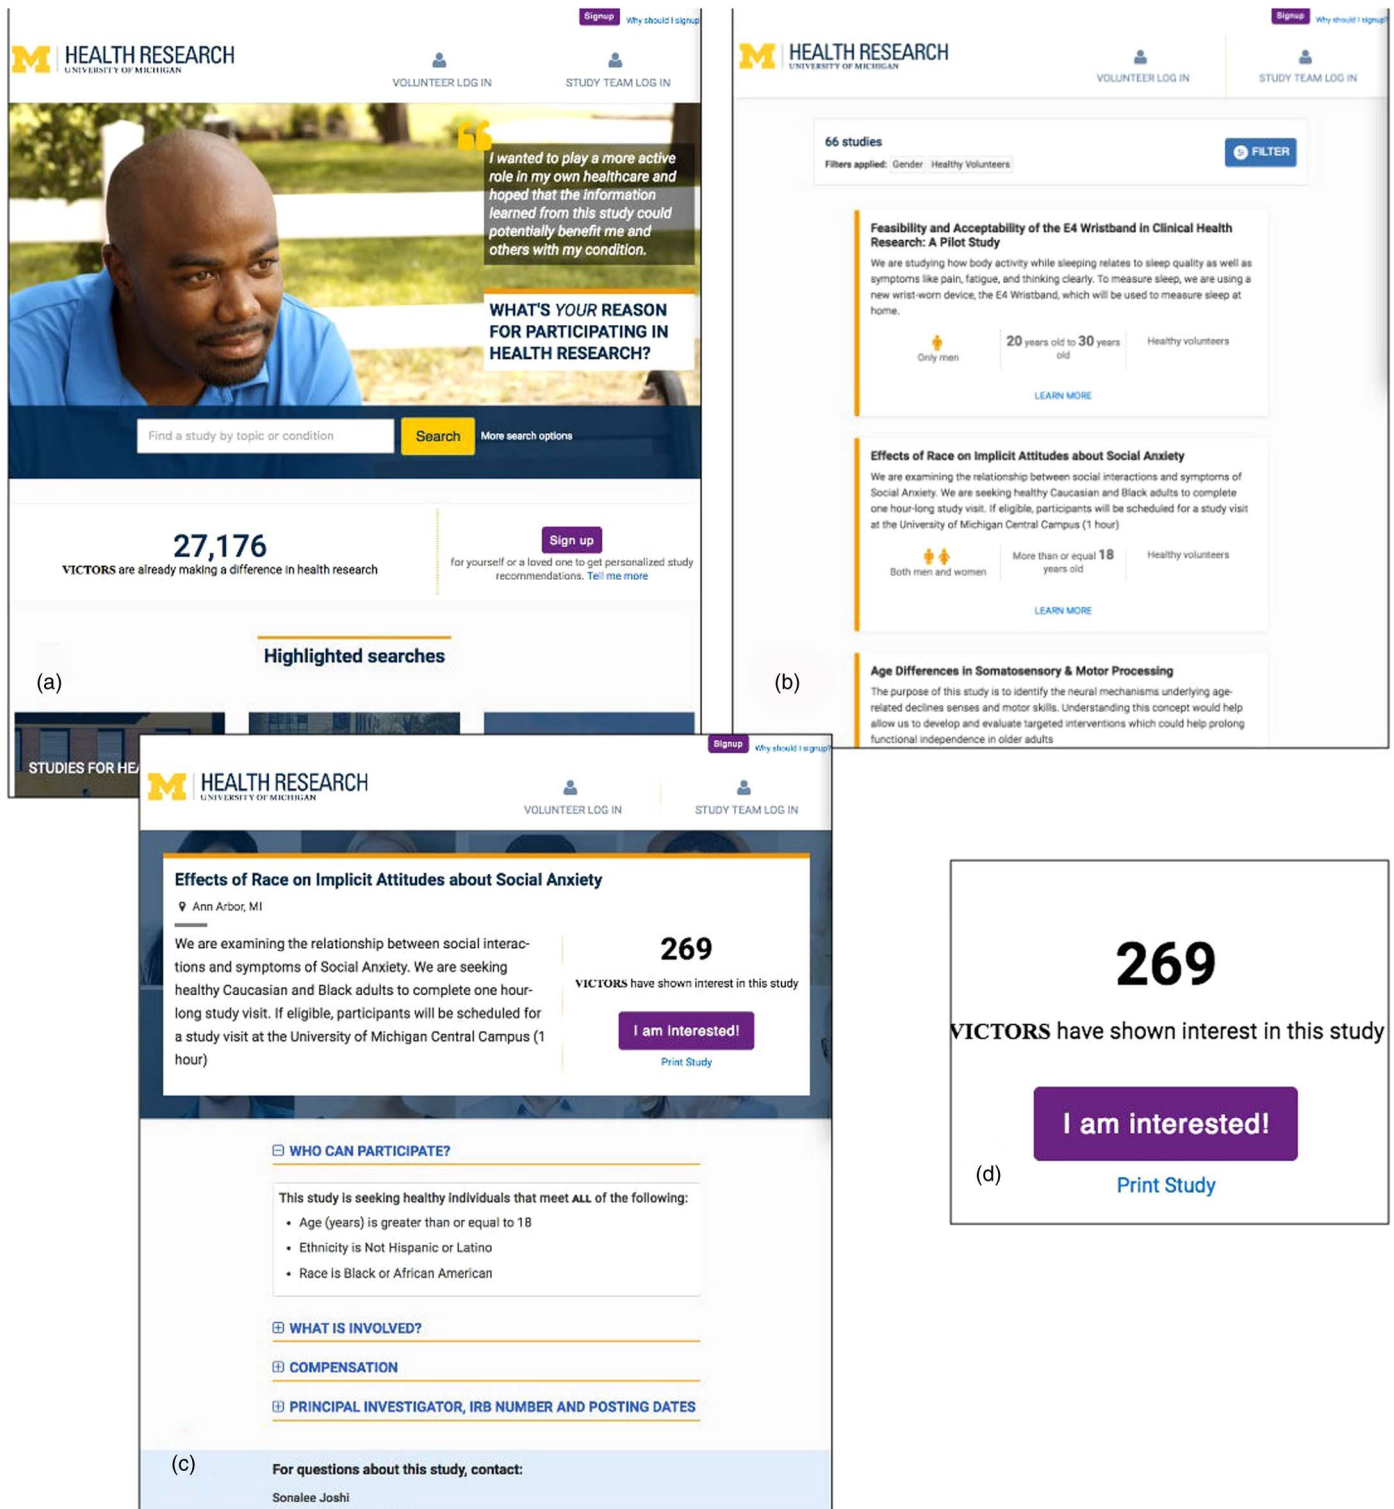 Signup Why should I signup
M HEALTH RESEARCH
UNIVERSITY OF MICHIGAN
VOLUNTEER LOG IN STUDY TEAM LOG IN
“
I wanted to play a more active
role in my own healthcare and
hoped that the information
learned from this study could
potentially benefit me and
others with my condition.
WHAT'S YOUR REASON
FOR PARTICIPATING IN
HEALTH RESEARCH?
Find a study by topic or condition Search More search options
27,176
VICTORS are already making a difference in health research
Sign up
for yourself or a loved one to get personalized study
recommendations. Tell me more
Highlighted searches
(a)
STUDIES FOR HEA
Signup Why should I signup?
M HEALTH RESEARCH
UNIVERSITY OF MICHIGAN
VOLUNTEER LOG IN STUDY TEAM LOG IN
66 studies
Filters applied: Gender Healthy Volunteers
FILTER
Feasibility and Acceptability of the E4 Wristband in Clinical Health
Research: A Pilot Study
We are studying how body activity while sleeping relates to sleep quality as well as
symptoms like pain, fatigue, and thinking clearly. To measure sleep, we are using a
new wrist-worn device, the E4 Wristband, which will be used to measure sleep at
home.
Only men
20 years old to 30 years
old
Healthy volunteers
LEARN MORE
Effects of Race on Implicit Attitudes about Social Anxiety
We are examining the relationship between social interactions and symptoms of
Social Anxiety. We are seeking healthy Caucasian and Black adults to complete
one hour-long study visit. If eligible, participants will be scheduled for a study visit
at the University of Michigan Central Campus (1 hour)
Both men and women
More than or equal 18
years old
Healthy volunteers
LEARN MORE
Age Differences in Somatosensory & Motor Processing
The purpose of this study is to identify the neural mechanisms underlying age-
related declines senses and motor skills. Understanding this concept would help
allow us to develop and evaluate targeted interventions which could help prolong
functional independence in older adults
(b)
Signup Why should I signup?
M HEALTH RESEARCH
UNIVERSITY OF MICHIGAN
VOLUNTEER LOG IN STUDY TEAM LOG IN
Effects of Race on Implicit Attitudes about Social Anxiety
Ann Arbor, MI
We are examining the relationship between social interac-
tions and symptoms of Social Anxiety. We are seeking
healthy Caucasian and Black adults to complete one hour-
long study visit. If eligible, participants will be scheduled for
a study visit at the University of Michigan Central Campus (1
hour)
269
VICTORS have shown interest in this study
I am interested!
Print Study
WHO CAN PARTICIPATE?
This study is seeking healthy individuals that meet ALL of the following:
• Age (years) is greater than or equal to 18
• Ethnicity is Not Hispanic or Latino
• Race is Black or African American
WHAT IS INVOLVED?
COMPENSATION
PRINCIPAL INVESTIGATOR, IRB NUMBER AND POSTING DATES
(c)
For questions about this study, contact:
Sonalee Joshi
269
VICTORS have shown interest in this study
I am interested!
(d)
Print Study